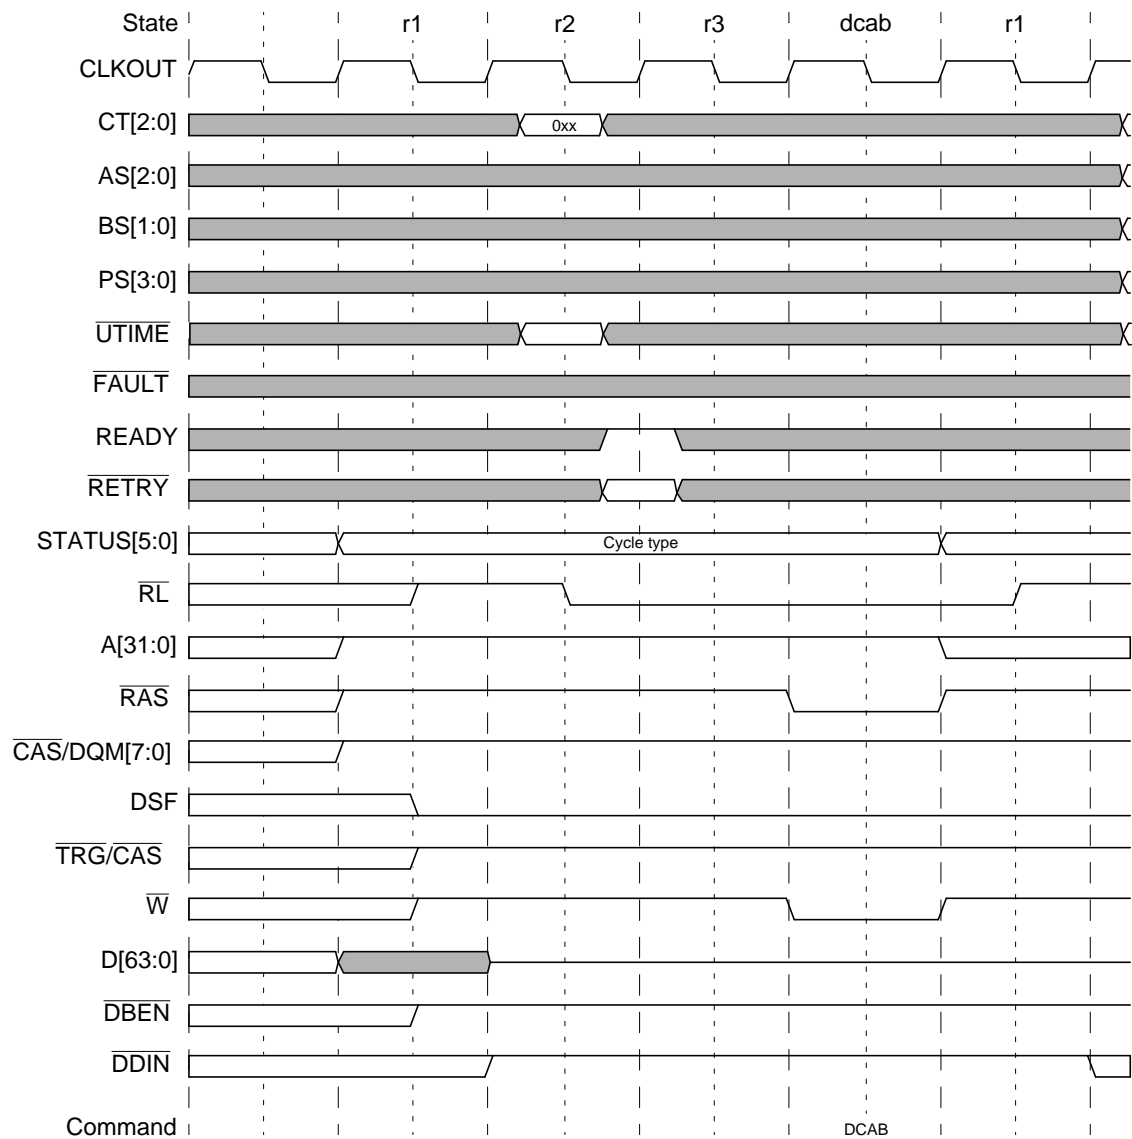 State r1 r2 r3 dcab r1
CLKOUT
CT[2:0] 0xx
AS[2:0]
BS[1:0]
PS[3:0]
UTIME
FAULT
READY
RETRY
STATUS[5:0] Cycle type
RL
A[31:0]
RAS
CAS/DQM[7:0]
DSF
TRG/CAS
W
D[63:0]
DBEN
DDIN
Command DCAB